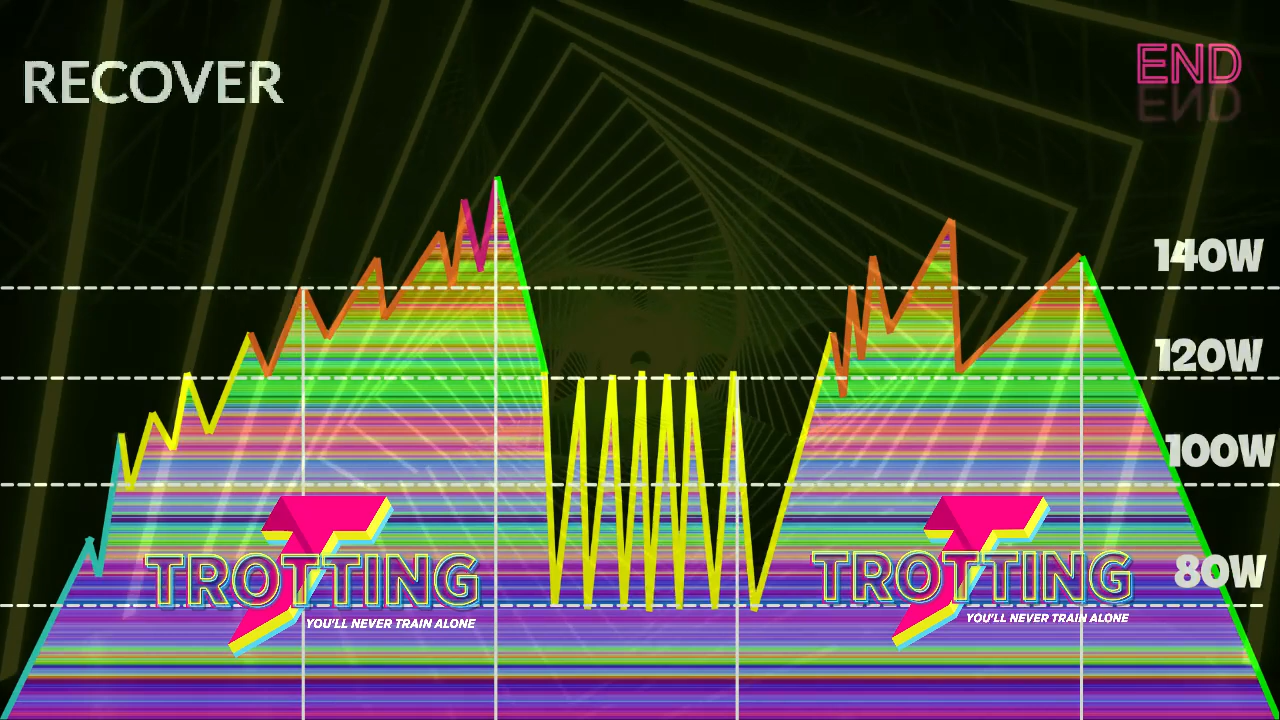 RECOVER
END
140W
120W
100W
80W
TROTTING
YOU'LL NEVER TRAIN ALONE
TROTTING
YOU'LL NEVER TRAIN ALONE